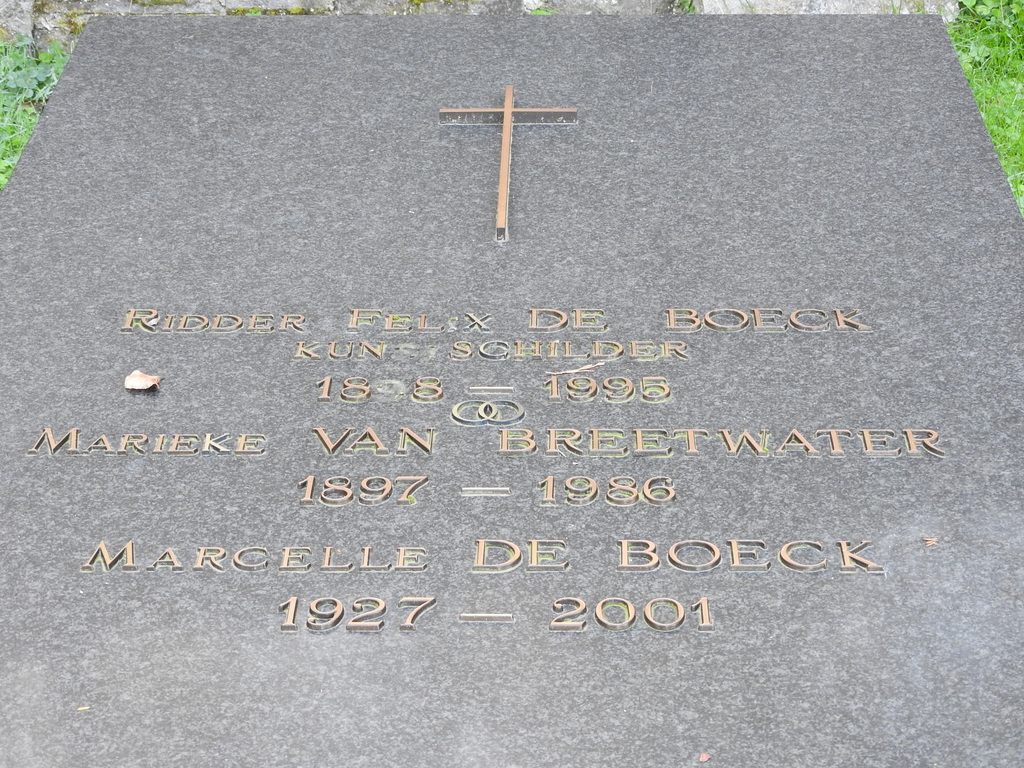 Ridder Felix DE BOECK
KUNSTSCHILDER
1898 — 1995
Marieke VAN BREETWATER
1897 — 1986
Marcelle DE BOECK
1927 — 2001